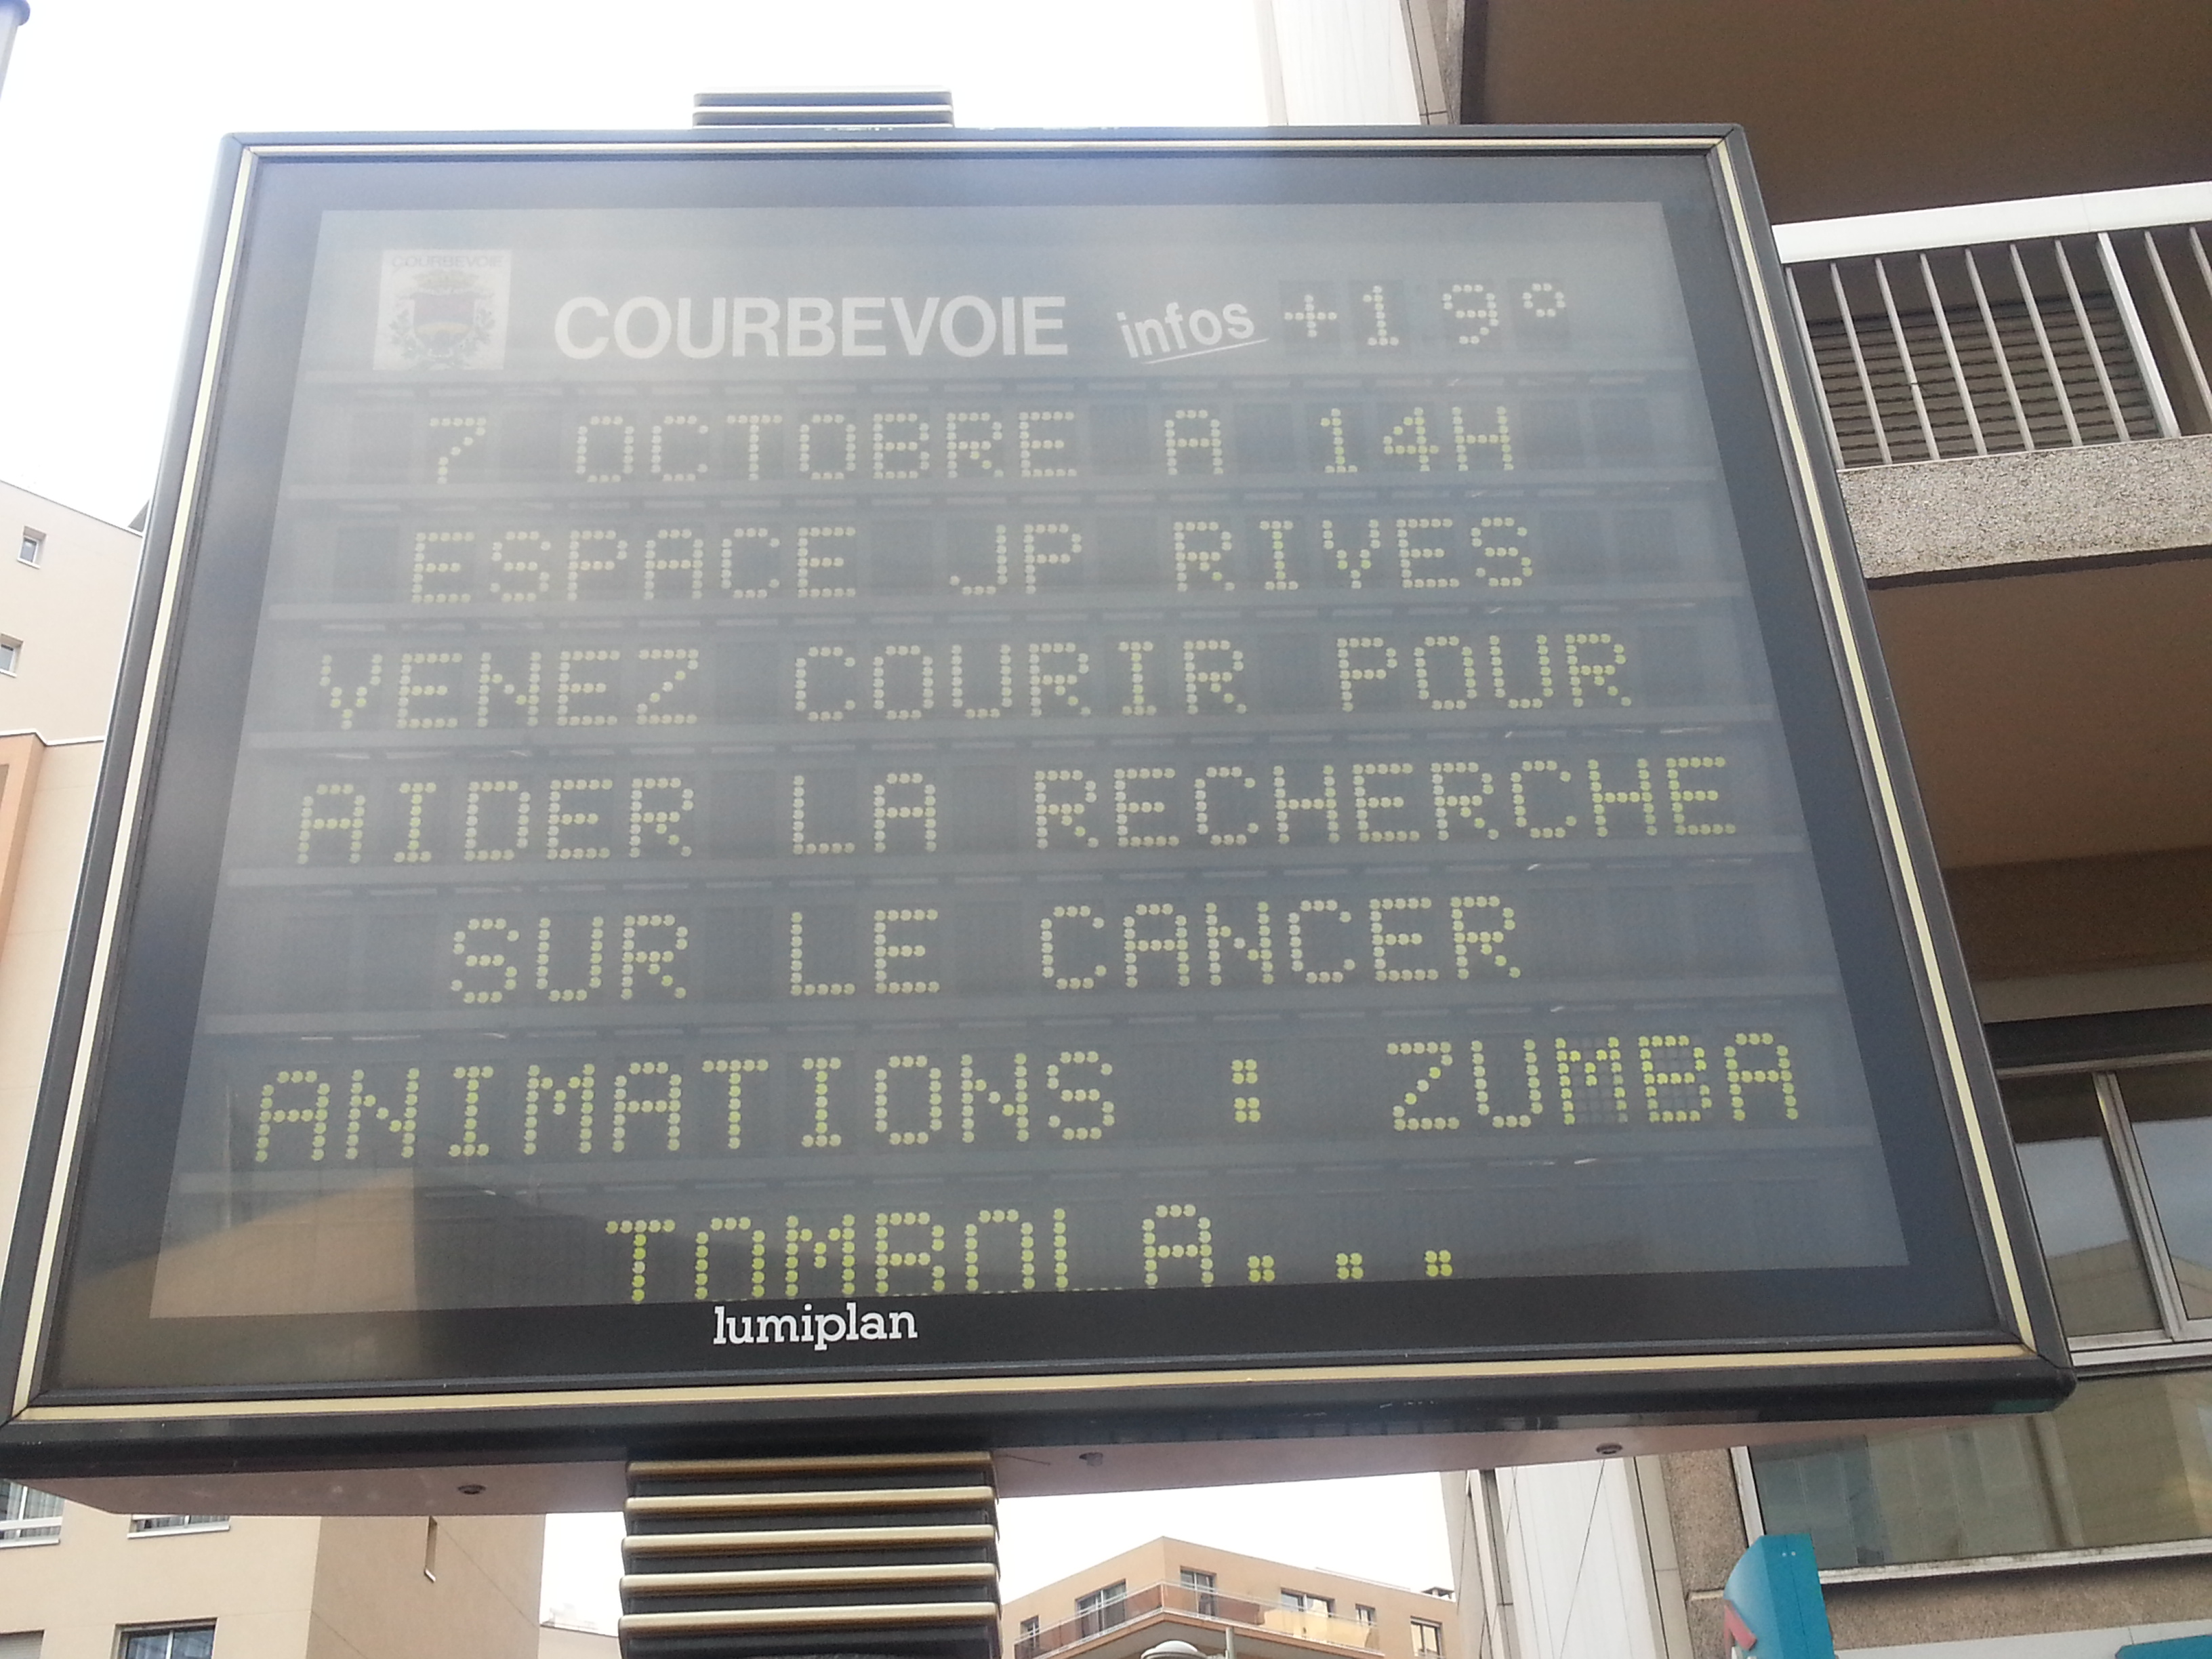 COURBEVOIE
COURBEVOIE infos +19°
7 OCTOBRE A 14H
ESPACE JP RIVES
VENEZ COURIR POUR
AIDER LA RECHERCHE
SUR LE CANCER
ANIMATIONS : ZUMBA
TOMBOLA...
lumiplan